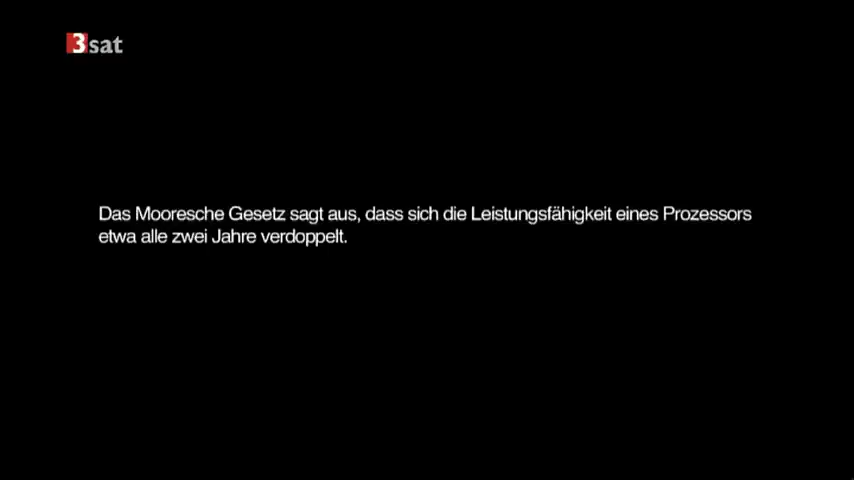 3sat
Das Mooresche Gesetz sagt aus, dass sich die Leistungsfähigkeit eines Prozessors
etwa alle zwei Jahre verdoppelt.